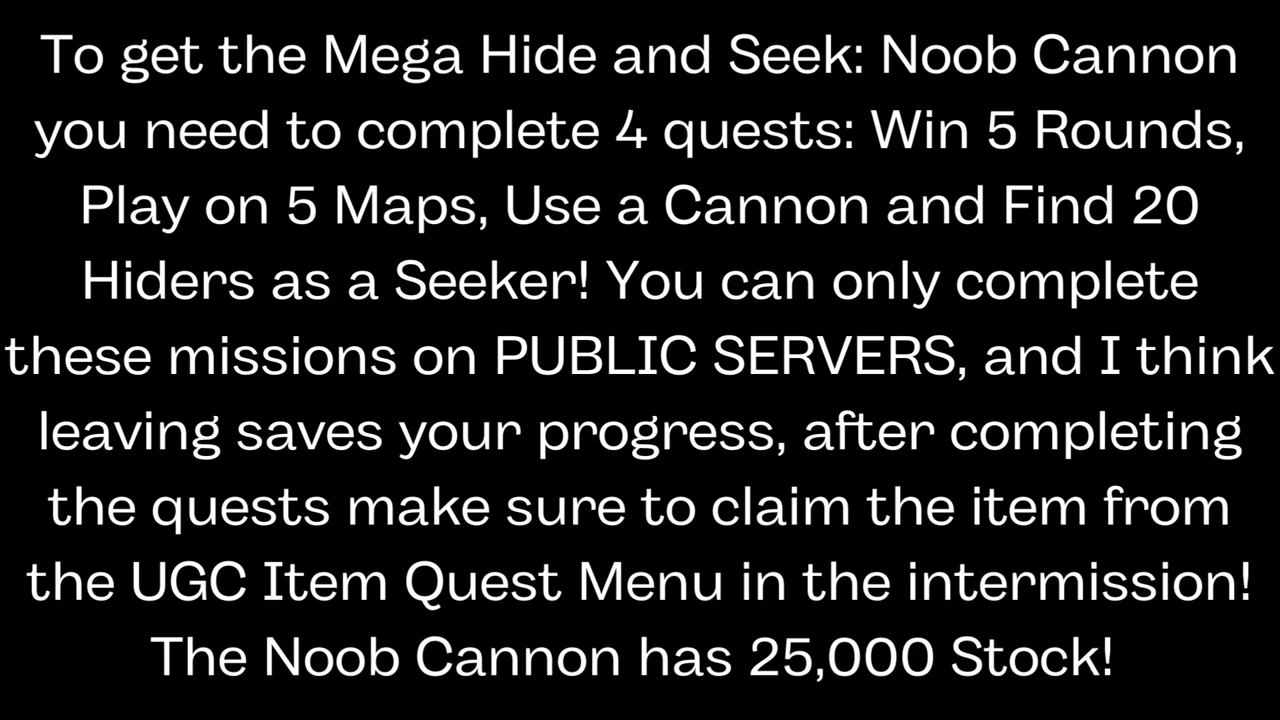 To get the Mega Hide and Seek: Noob Cannon
you need to complete 4 quests: Win 5 Rounds,
Play on 5 Maps, Use a Cannon and Find 20
Hiders as a Seeker! You can only complete
these missions on PUBLIC SERVERS, and I think
leaving saves your progress, after completing
the quests make sure to claim the item from
the UGC Item Quest Menu in the intermission!
The Noob Cannon has 25,000 Stock!